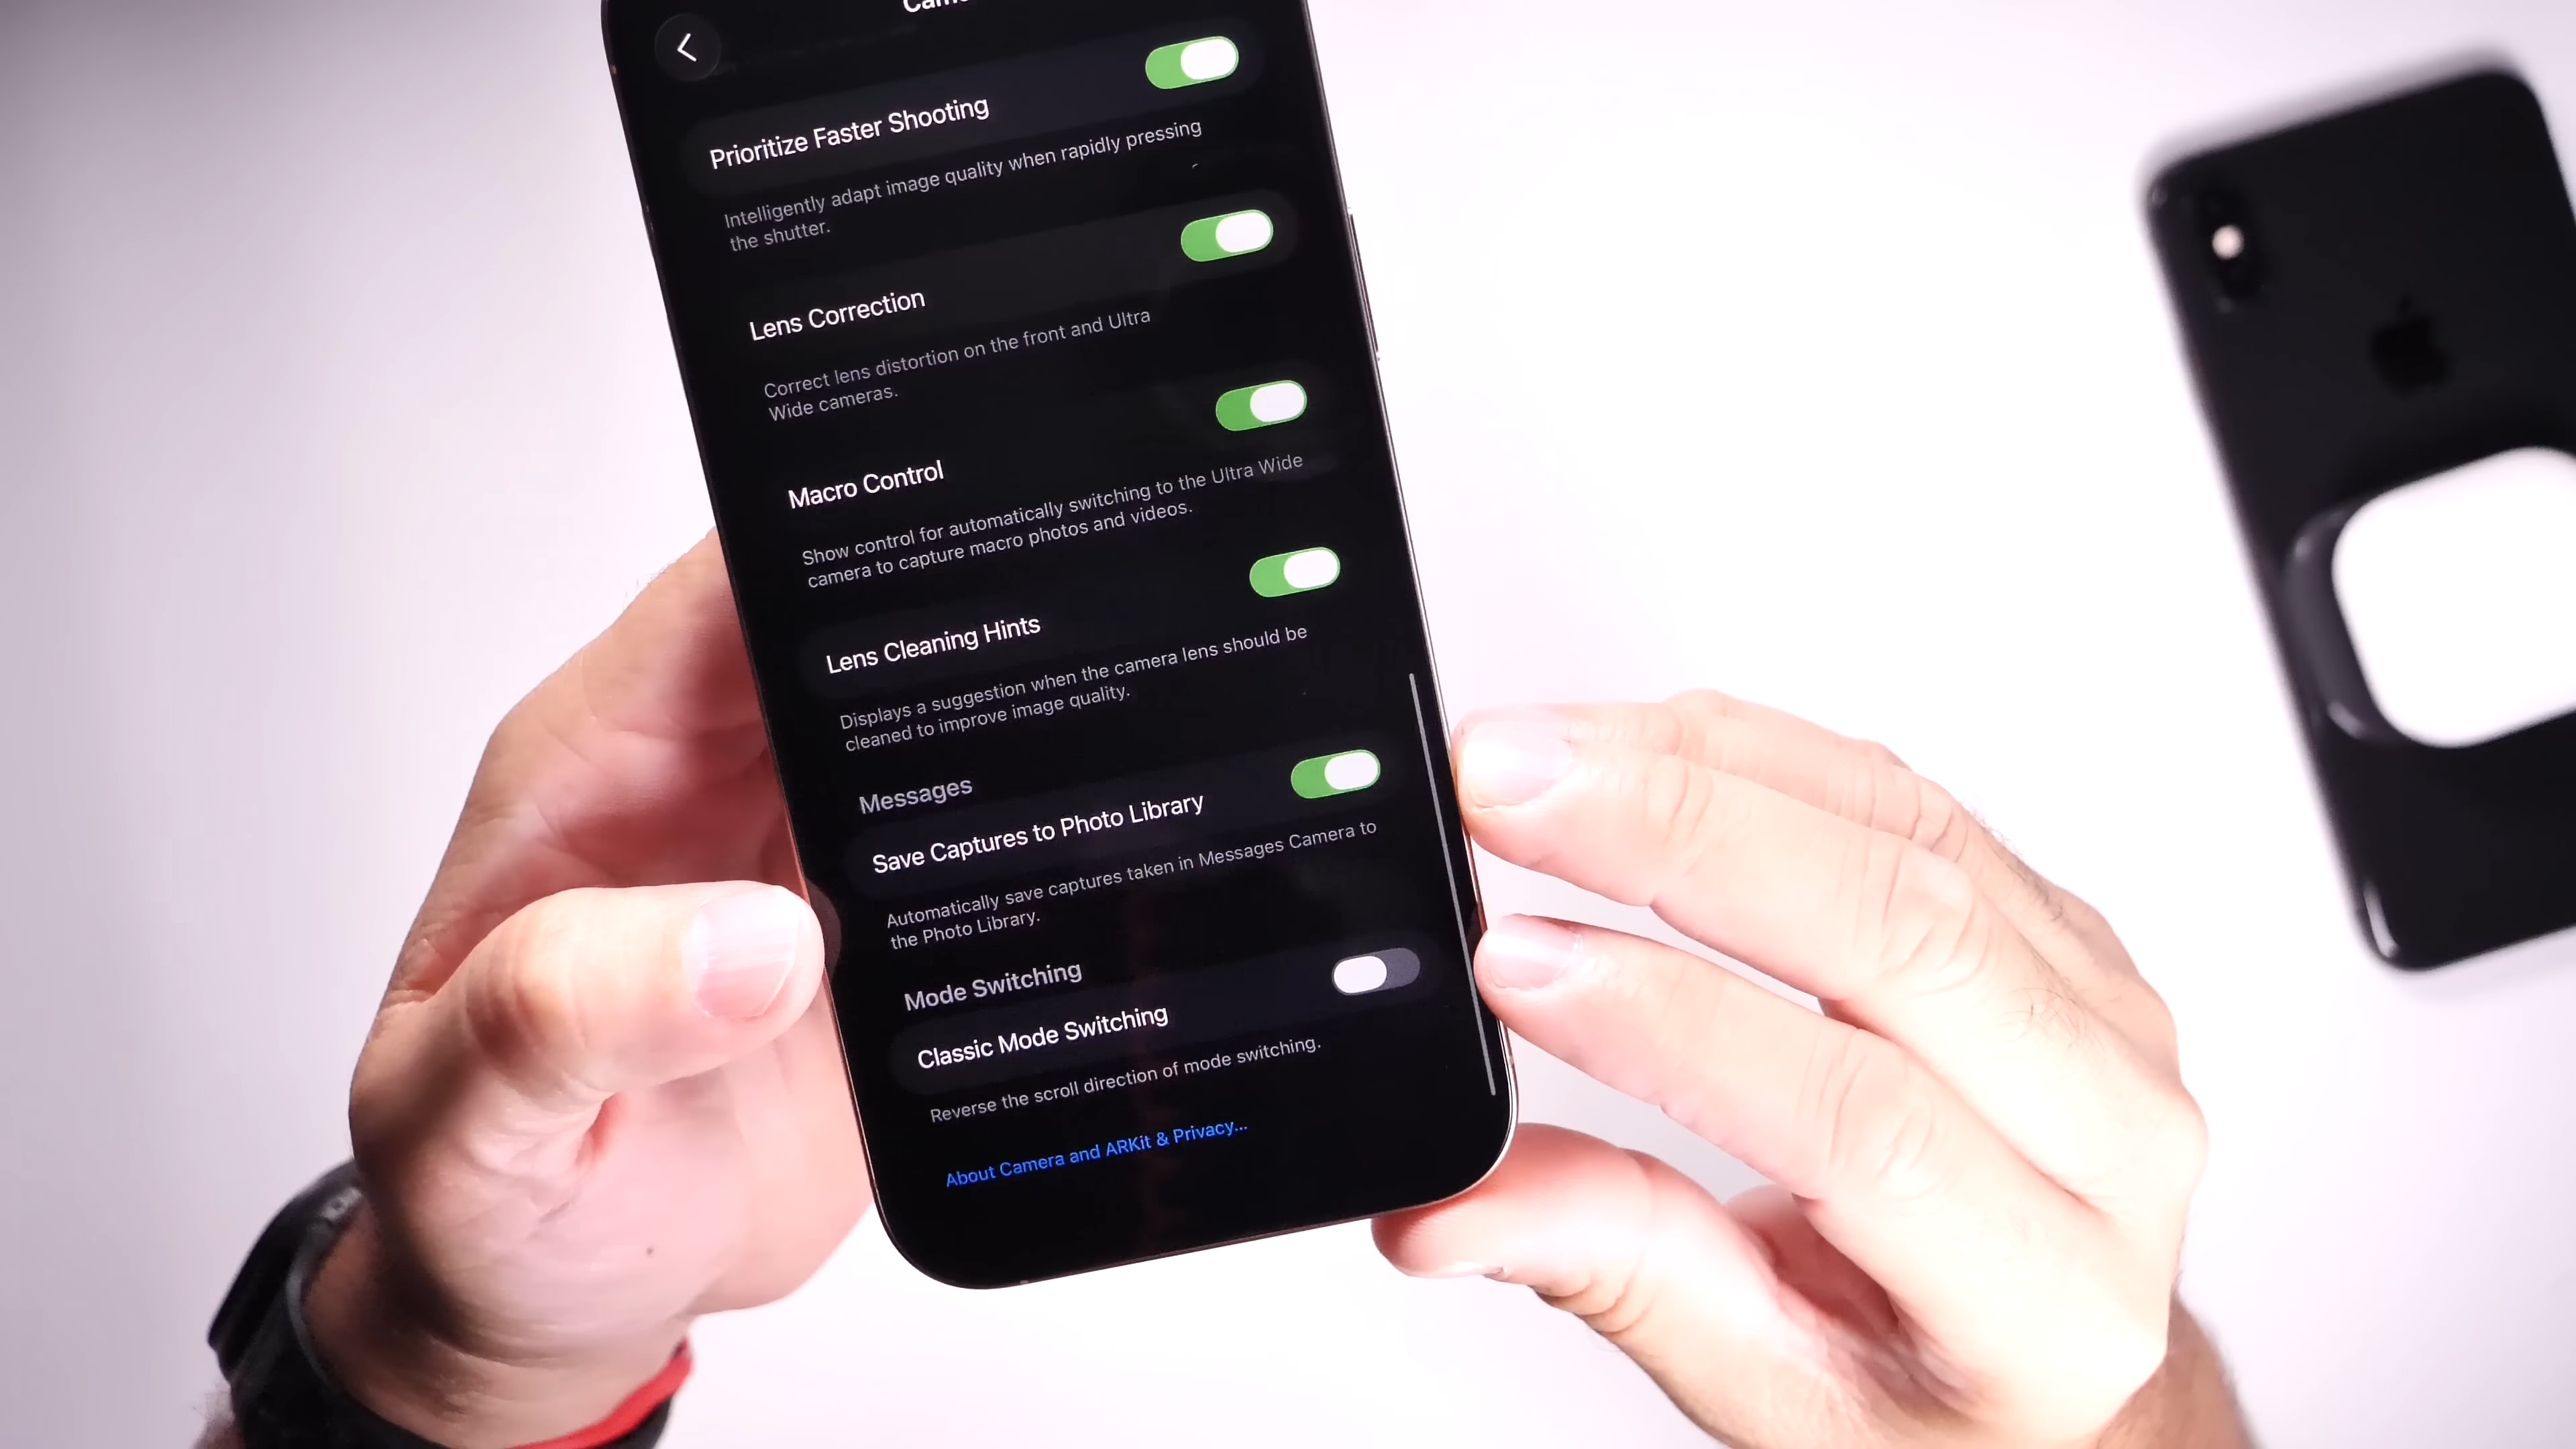 Prioritize Faster Shooting
Intelligently adapt image quality when rapidly pressing
the shutter.
Lens Correction
Correct lens distortion on the front and Ultra
Wide cameras.
Macro Control
Show control for automatically switching to the Ultra Wide
camera to capture macro photos and videos.
Lens Cleaning Hints
Displays a suggestion when the camera lens should be
cleaned to improve image quality.
Messages
Save Captures to Photo Library
Automatically save captures taken in Messages Camera to
the Photo Library.
Mode Switching
Classic Mode Switching
Reverse the scroll direction of mode switching.
About Camera and ARKit & Privacy...